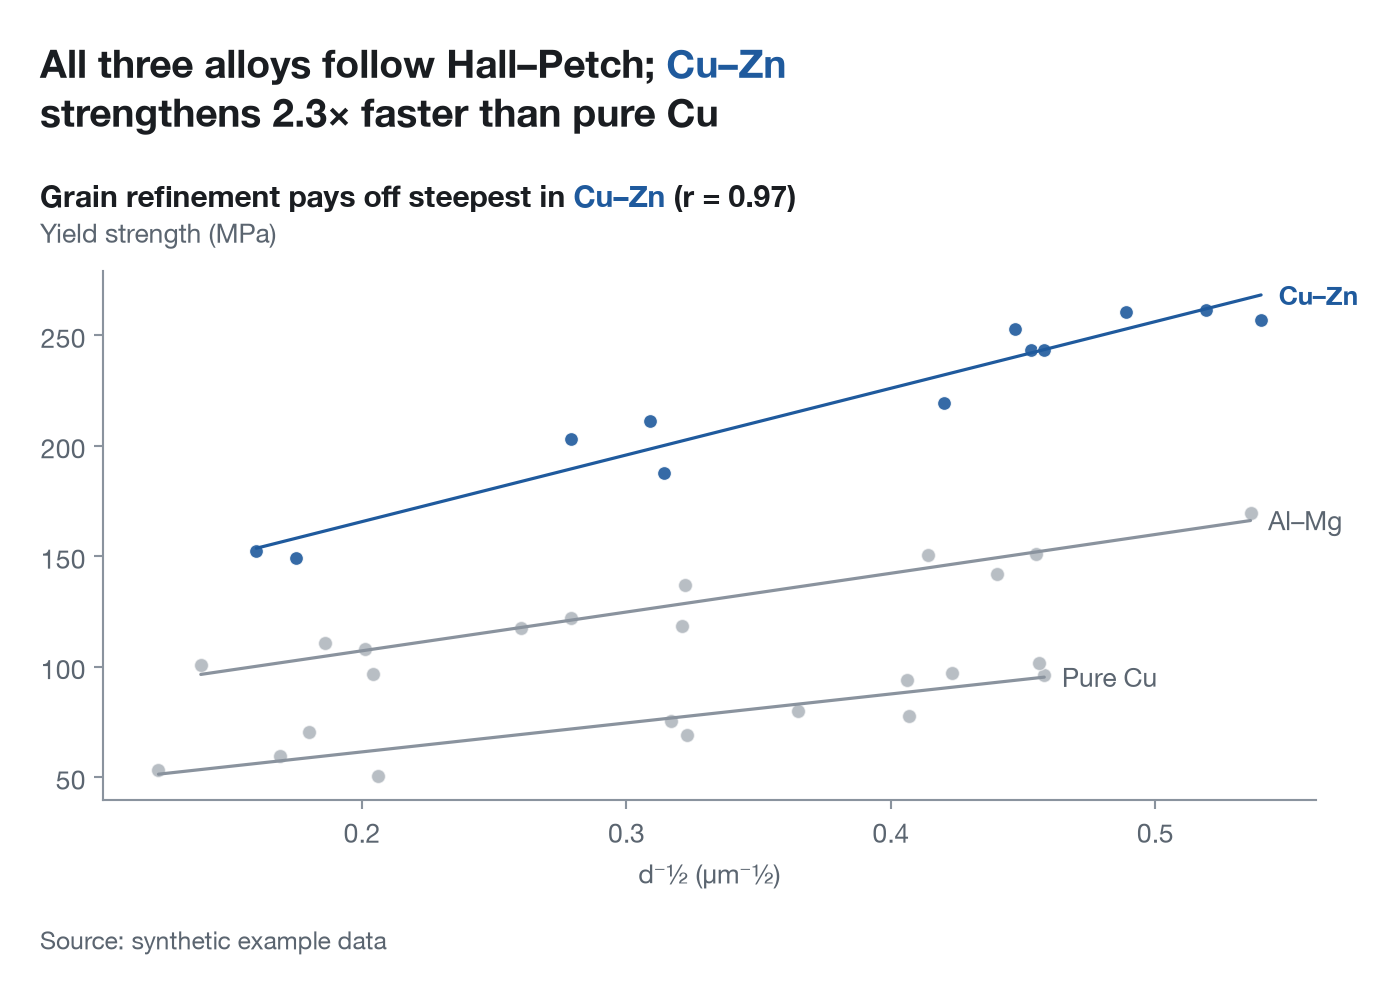 All three alloys follow Hall–Petch; Cu–Zn
strengthens 2.3× faster than pure Cu
Grain refinement pays off steepest in Cu–Zn (r = 0.97)
Yield strength (MPa)
Cu–Zn
250
200
Al–Mg
150
100
Pure Cu
50
0.2 0.3 0.4 0.5
d⁻½ (µm⁻½)
Source: synthetic example data